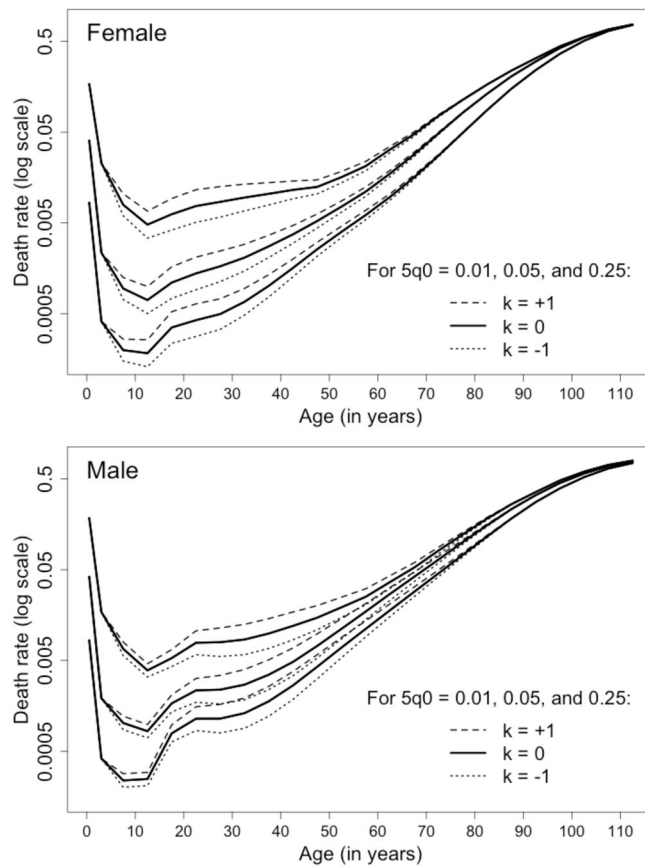 Female
Death rate (log scale)
0.5
0.05
0.005
0.0005
For 5q0 = 0.01, 0.05, and 0.25:
k = +1
k = 0
k = -1
0 10 20 30 40 50 60 70 80 90 100 110
Age (in years)
Male
Death rate (log scale)
0.5
0.05
0.005
0.0005
For 5q0 = 0.01, 0.05, and 0.25:
k = +1
k = 0
k = -1
0 10 20 30 40 50 60 70 80 90 100 110
Age (in years)